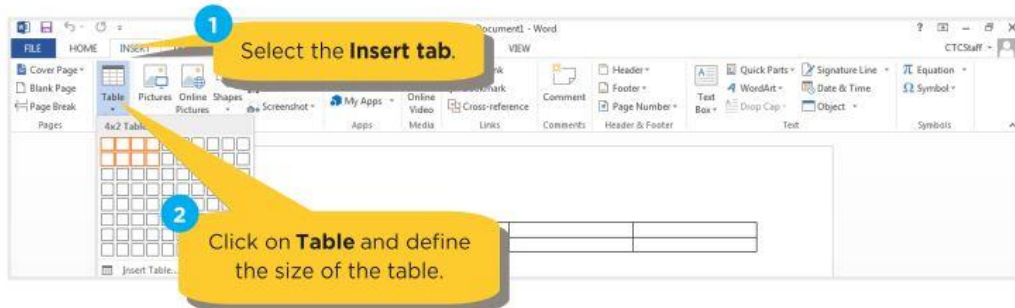 Document1 - Word
FILE HOME INSERT VIEW CTCStaff
1
Select the Insert tab.
Cover Page
Blank Page
Page Break
Pages
Table
Pictures
Online Pictures
Shapes
Screenshot
My Apps
Apps
Online Video
Media
Cross-reference
Links
Comment
Comments
Header
Footer
Page Number
Header & Footer
Text Box
Quick Parts
WordArt
Drop Cap
Signature Line
Date & Time
Object
Text
Equation
Symbol
Symbols
4x2 Table
2
Click on Table and define
the size of the table.
Insert Table...